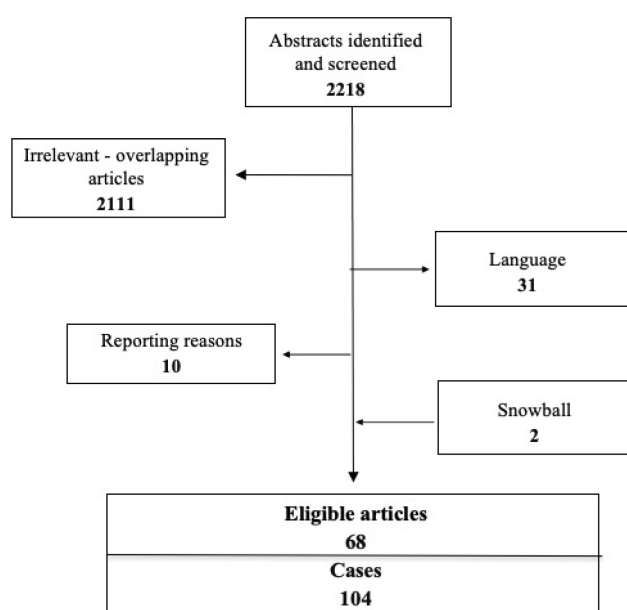 Abstracts identified
and screened
2218
Irrelevant - overlapping
articles
2111
Language
31
Reporting reasons
10
Snowball
2
Eligible articles
68
Cases
104